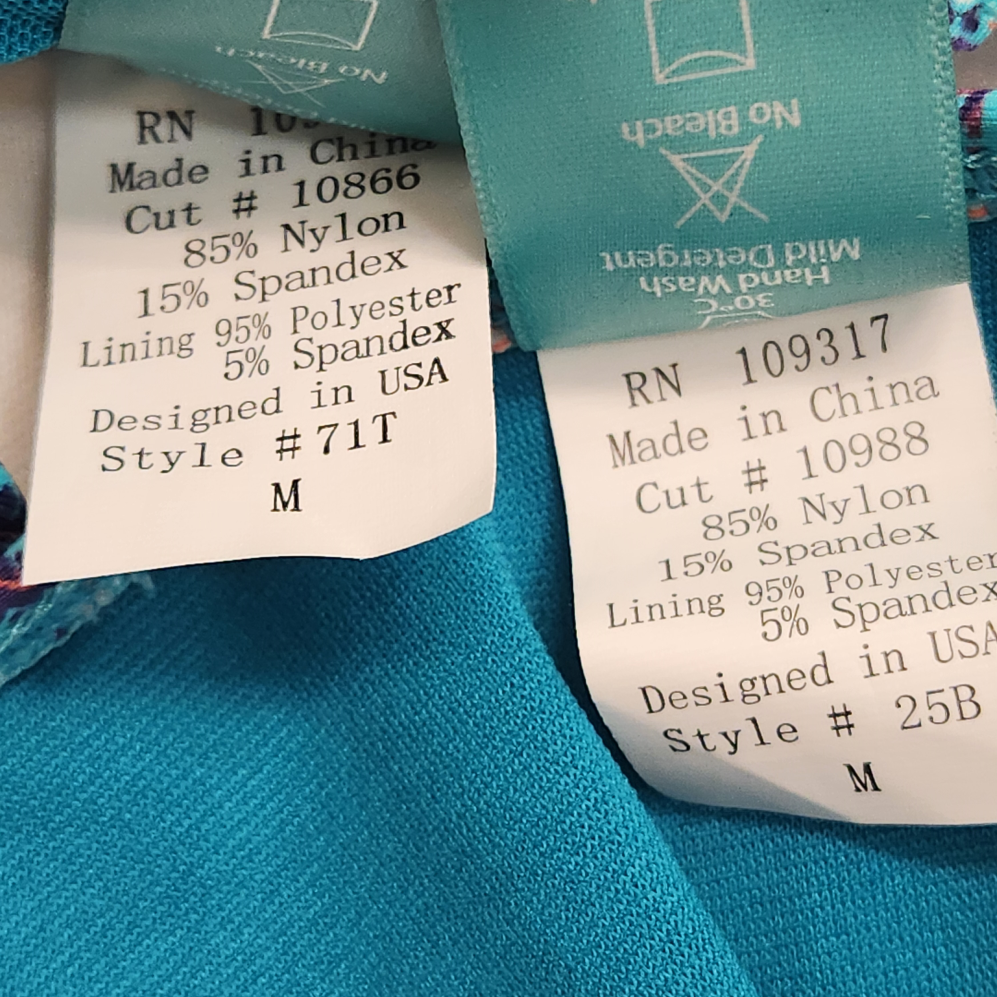 No Bleach
RN
Made in China
Cut # 10866
85% Nylon
15% Spandex
Lining 95% Polyester
5% Spandex
Designed in USA
Style #71T
M
No Bleach
Mild Detergent
Hand Wash
30°C
RN 109317
Made in China
Cut # 10988
85% Nylon
15% Spandex
Lining 95% Polyester
5% Spandex
Designed in USA
Style # 25B
M